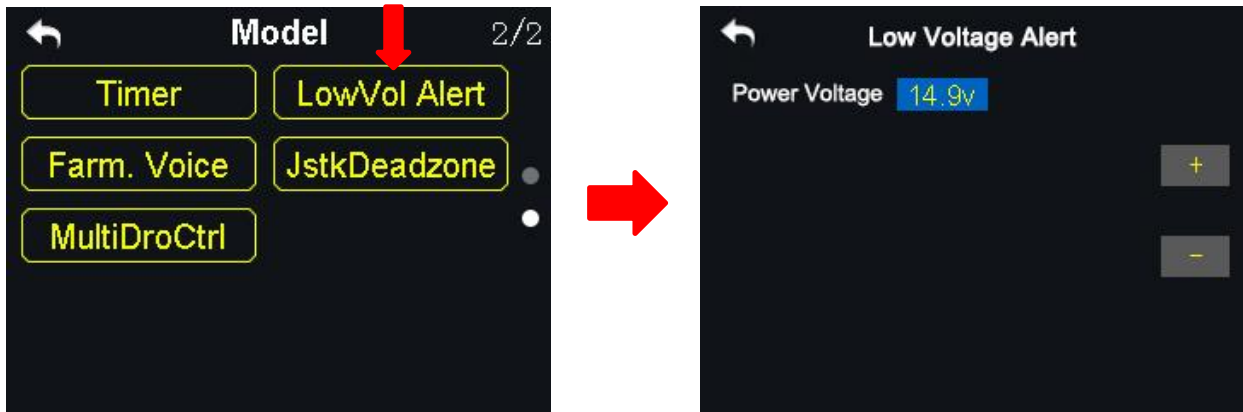 Model 2/2
Timer LowVol Alert
Farm. Voice JstkDeadzone
MultiDroCtrl
Low Voltage Alert
Power Voltage 14.9v
+
−